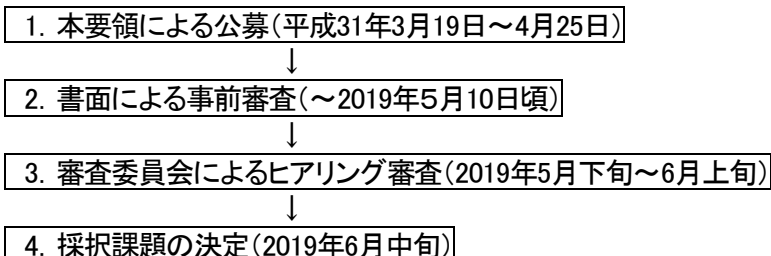 1. 本要領による公募(平成31年3月19日～4月25日)
↓
2. 書面による事前審査(～2019年５月10日頃)
↓
3. 審査委員会によるヒアリング審査(2019年5月下旬～6月上旬)
↓
4. 採択課題の決定(2019年6月中旬)